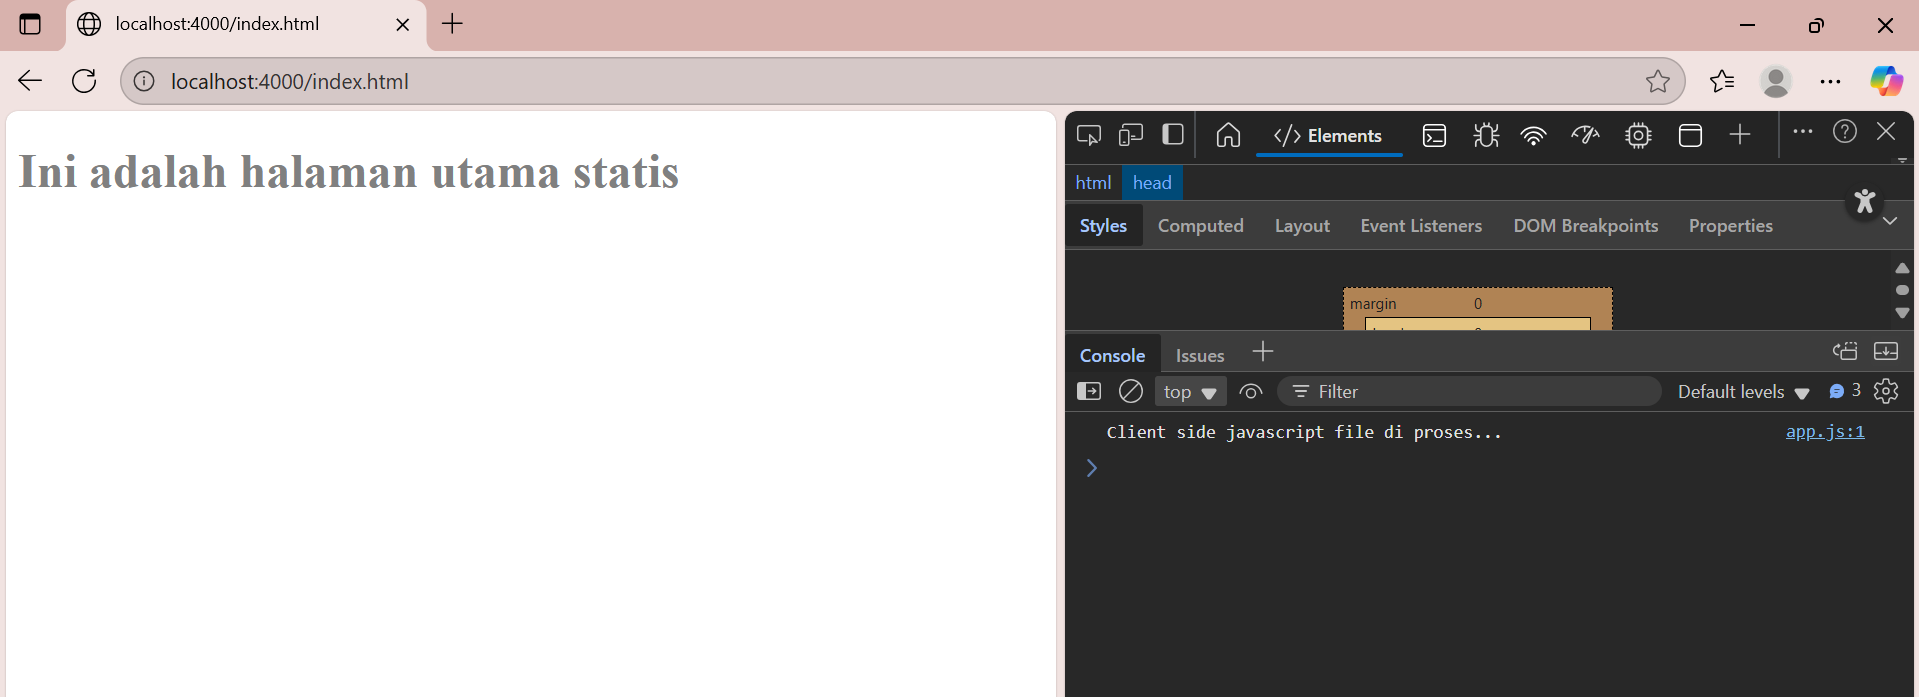 localhost:4000/index.html
localhost:4000/index.html
Ini adalah halaman utama statis
Elements
html head
Styles Computed Layout Event Listeners DOM Breakpoints Properties
margin 0
Console Issues
top Filter Default levels 3
Client side javascript file di proses... app.js:1